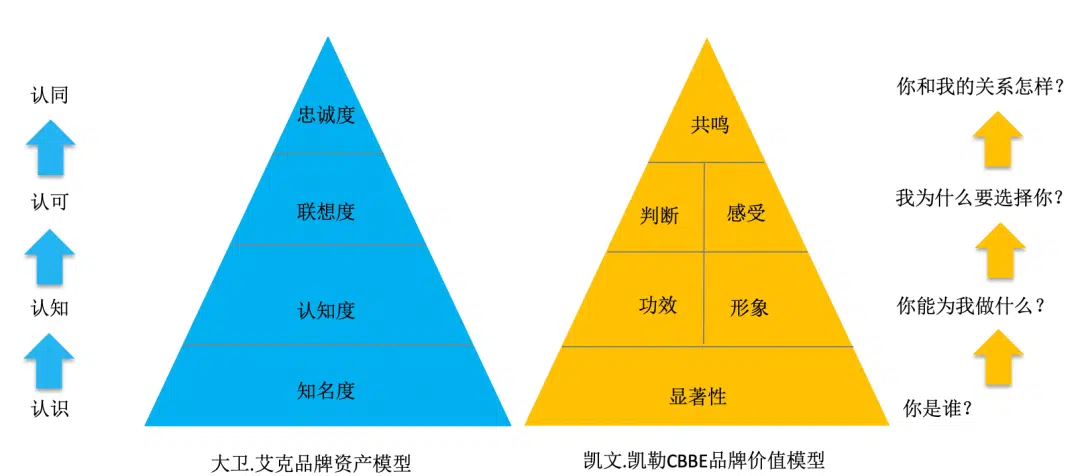 认同
认可
认知
认识
忠诚度
联想度
认知度
知名度
大卫.艾克品牌资产模型
共鸣
判断
感受
功效
形象
显著性
凯文.凯勒CBBE品牌价值模型
你和我的关系怎样？
我为什么要选择你？
你能为我做什么？
你是谁？